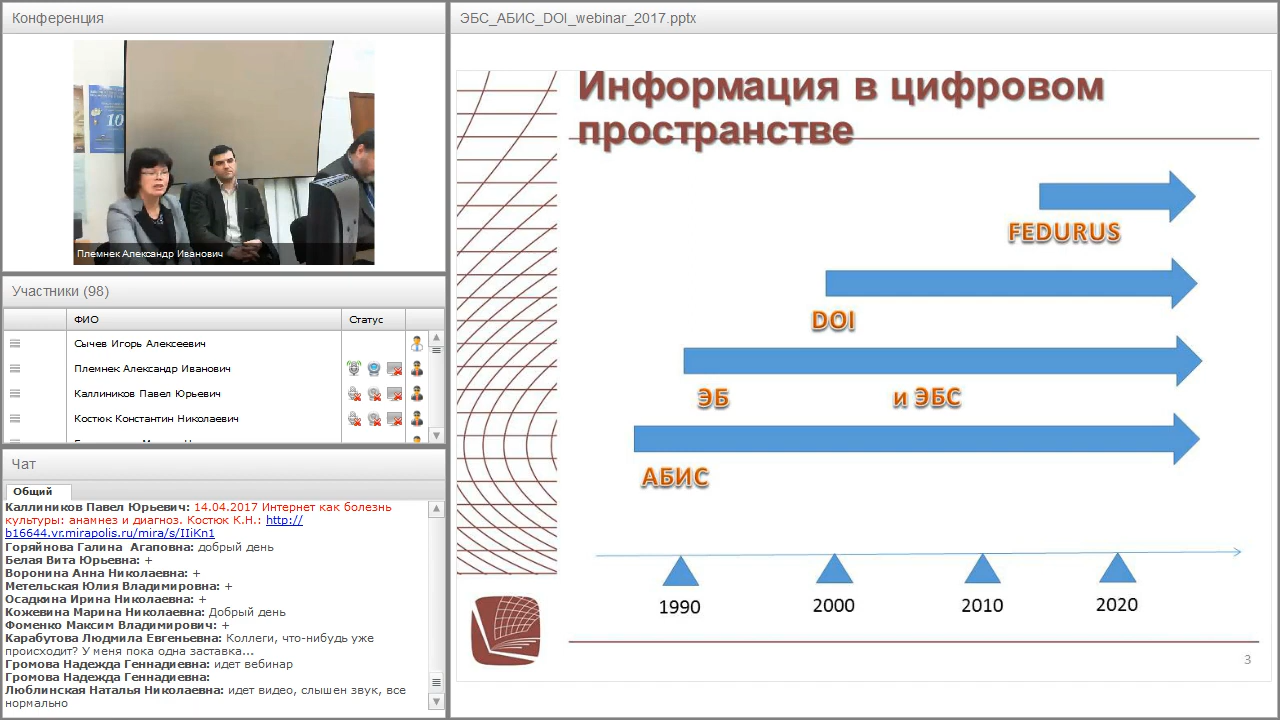 Конференция
10
Племнек Александр Иванович
Участники (98)
ФИО
Статус
Сычев Игорь Алексеевич
Племнек Александр Иванович
Каллиников Павел Юрьевич
Костюк Константин Николаевич
Чат
Общий
Каллиников Павел Юрьевич: 14.04.2017 Интернет как болезнь
культуры: анамнез и диагноз. Костюк К.Н.: http://
b16644.vr.mirapolis.ru/mira/s/IIiKn1
Горяйнова Галина  Агаповна: добрый день
Белая Вита Юрьевна: +
Воронина Анна Николаевна: +
Метельская Юлия Владимировна: +
Осадкина Ирина Николаевна: +
Кожевина Марина Николаевна: Добрый день
Фоменко Максим Владимирович: +
Карабутова Людмила Евгеньевна: Коллеги, что-нибудь уже
происходит? У меня пока одна заставка...
Громова Надежда Геннадиевна: идет вебинар
Громова Надежда Геннадиевна:
Люблинская Наталья Николаевна: идет видео, слышен звук, все
нормально
ЭБС_АБИС_DOI_webinar_2017.pptx
Информация в цифровом
пространстве
FEDURUS
DOI
ЭБ и ЭБС
АБИС
1990 2000 2010 2020
3